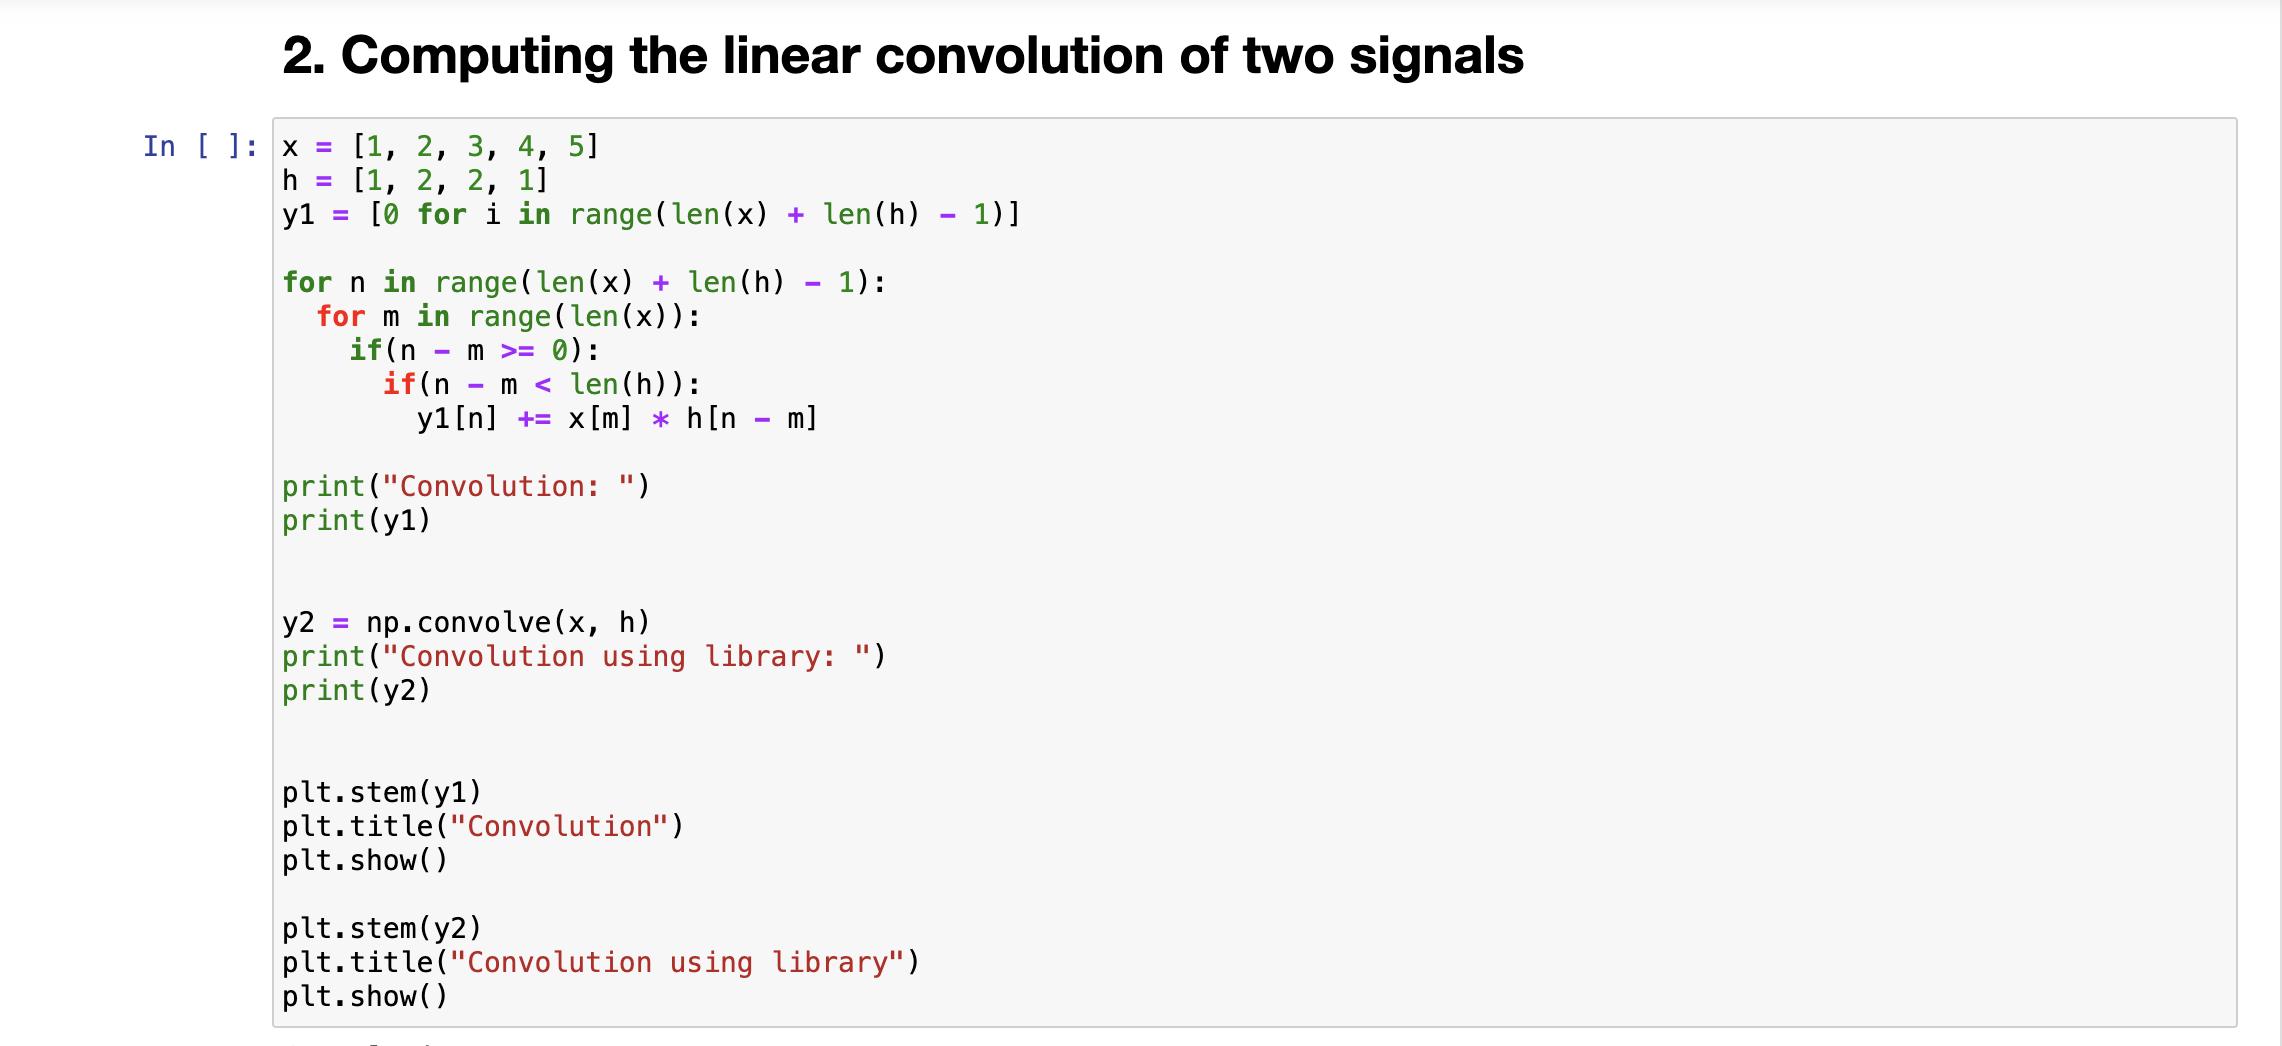 2. Computing the linear convolution of two signals
In [ ]:
x = [1, 2, 3, 4, 5]
h = [1, 2, 2, 1]
y1 = [0 for i in range(len(x) + len(h) - 1)]

for n in range(len(x) + len(h) - 1):
  for m in range(len(x)):
    if(n - m >= 0):
      if(n - m < len(h)):
        y1[n] += x[m] * h[n - m]

print("Convolution: ")
print(y1)


y2 = np.convolve(x, h)
print("Convolution using library: ")
print(y2)


plt.stem(y1)
plt.title("Convolution")
plt.show()

plt.stem(y2)
plt.title("Convolution using library")
plt.show()